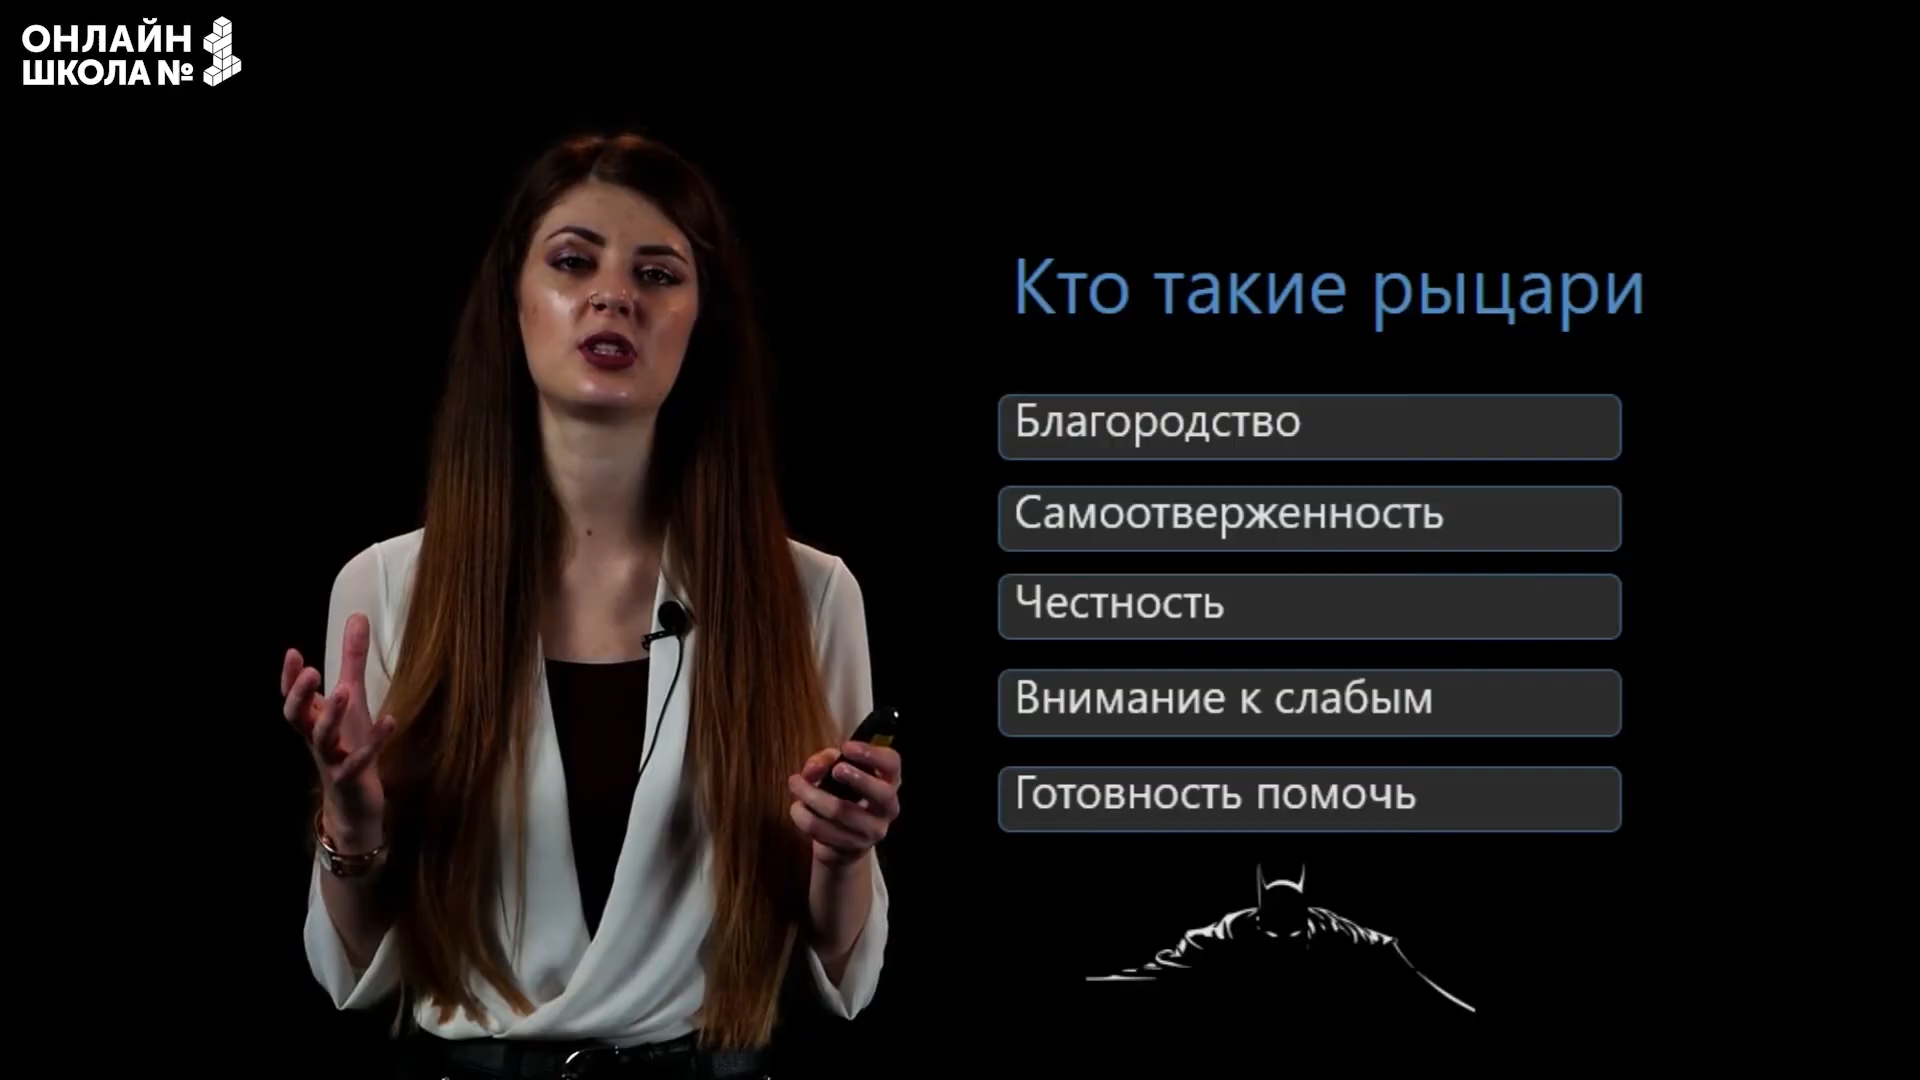 ОНЛАЙН
ШКОЛА №
Кто такие рыцари
Благородство
Самоотверженность
Честность
Внимание к слабым
Готовность помочь